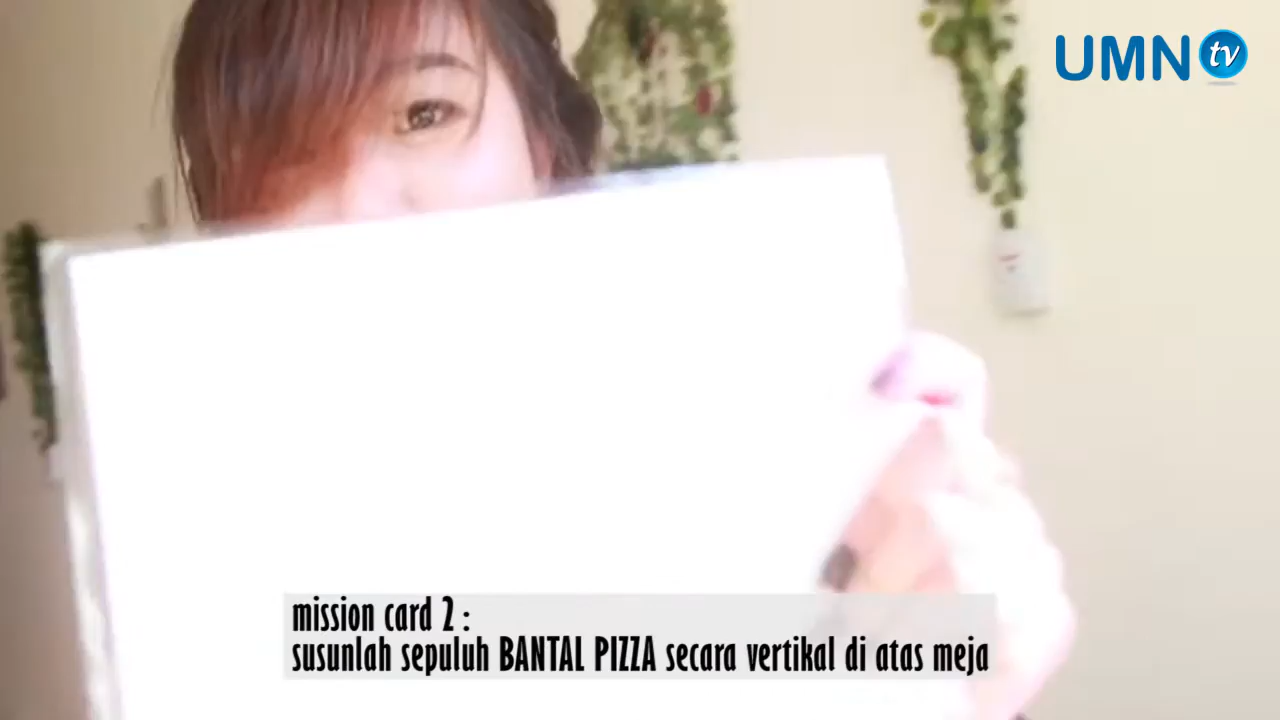 UMN tv
mission card 2 :
susunlah sepuluh BANTAL PIZZA secara vertikal di atas meja